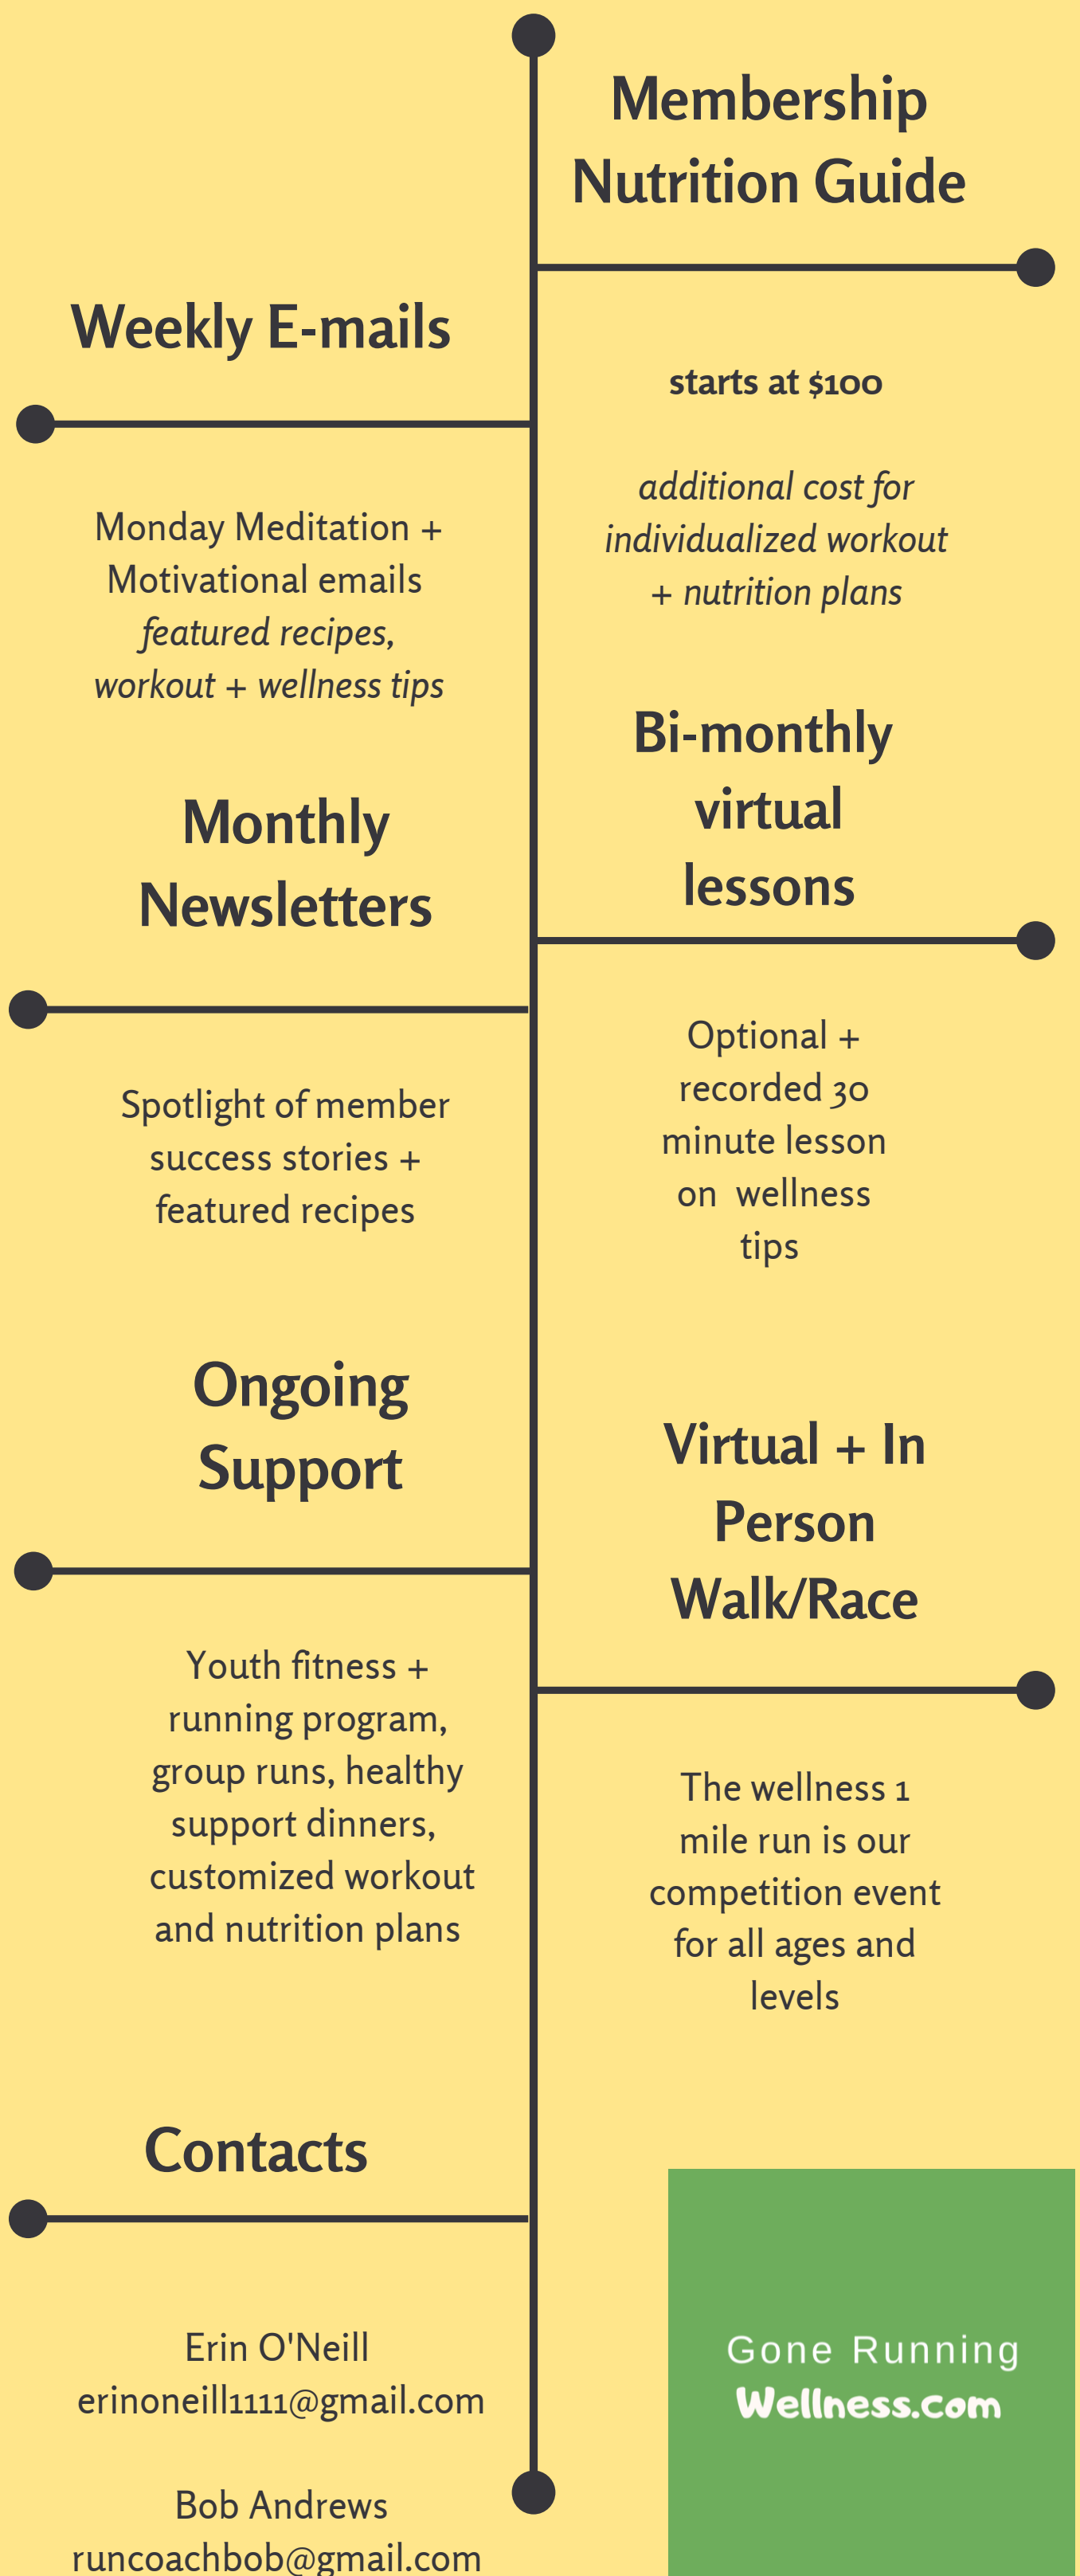 Membership
Nutrition Guide
starts at $100
additional cost for
individualized workout
+ nutrition plans
Weekly E-mails
Monday Meditation +
Motivational emails
featured recipes,
workout + wellness tips
Bi-monthly
virtual
lessons
Optional +
recorded 30
minute lesson
on wellness
tips
Monthly
Newsletters
Spotlight of member
success stories +
featured recipes
Ongoing
Support
Youth fitness +
running program,
group runs, healthy
support dinners,
customized workout
and nutrition plans
Virtual + In
Person
Walk/Race
The wellness 1
mile run is our
competition event
for all ages and
levels
Contacts
Erin O'Neill
erinoneill1111@gmail.com
Bob Andrews
runcoachbob@gmail.com
Gone Running
Wellness.com